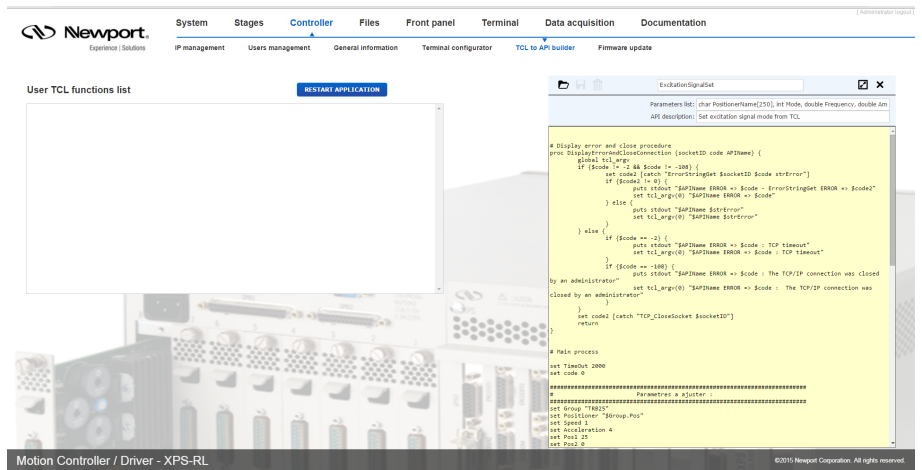 [ Administrator logout ]
Newport®
Experience | Solutions
System Stages Controller Files Front panel Terminal Data acquisition Documentation
IP management Users management General information Terminal configurator TCL to API builder Firmware update
User TCL functions list
RESTART APPLICATION
ExcitationSignalSet
Parameters list: char PositionerName[250], int Mode, double Frequency, double Am
API description: Set excitation signal mode from TCL
# Display error and close procedure
proc DisplayErrorAndCloseConnection {socketID code APIName} {
global tcl_argv
if {$code != -2 && $code != -108} {
set code2 [catch "ErrorStringGet $socketID $code strError"]
if {$code2 != 0} {
puts stdout "$APIName ERROR => $code - ErrorStringGet ERROR => $code2"
set tcl_argv(0) "$APIName ERROR => $code"
} else {
puts stdout "$APIName $strError"
set tcl_argv(0) "$APIName $strError"
}
} else {
if {$code == -2} {
puts stdout "$APIName ERROR => $code : TCP timeout"
set tcl_argv(0) "$APIName ERROR => $code : TCP timeout"
}
if {$code == -108} {
puts stdout "$APIName ERROR => $code : The TCP/IP connection was closed
by an administrator"
set tcl_argv(0) "$APIName ERROR => $code :  The TCP/IP connection was
closed by an administrator"
}
}
set code2 [catch "TCP_CloseSocket $socketID"]
return
}
# Main process
set TimeOut 2000
set code 0
################################################################################
# Parametres a ajuster :
################################################################################
set Group "TRB25"
set Positioner "$Group.Pos"
set Speed 1
set Acceleration 4
set Pos1 25
set Pos2 0
Motion Controller / Driver - XPS-RL
©2015 Newport Corporation. All rights reserved.